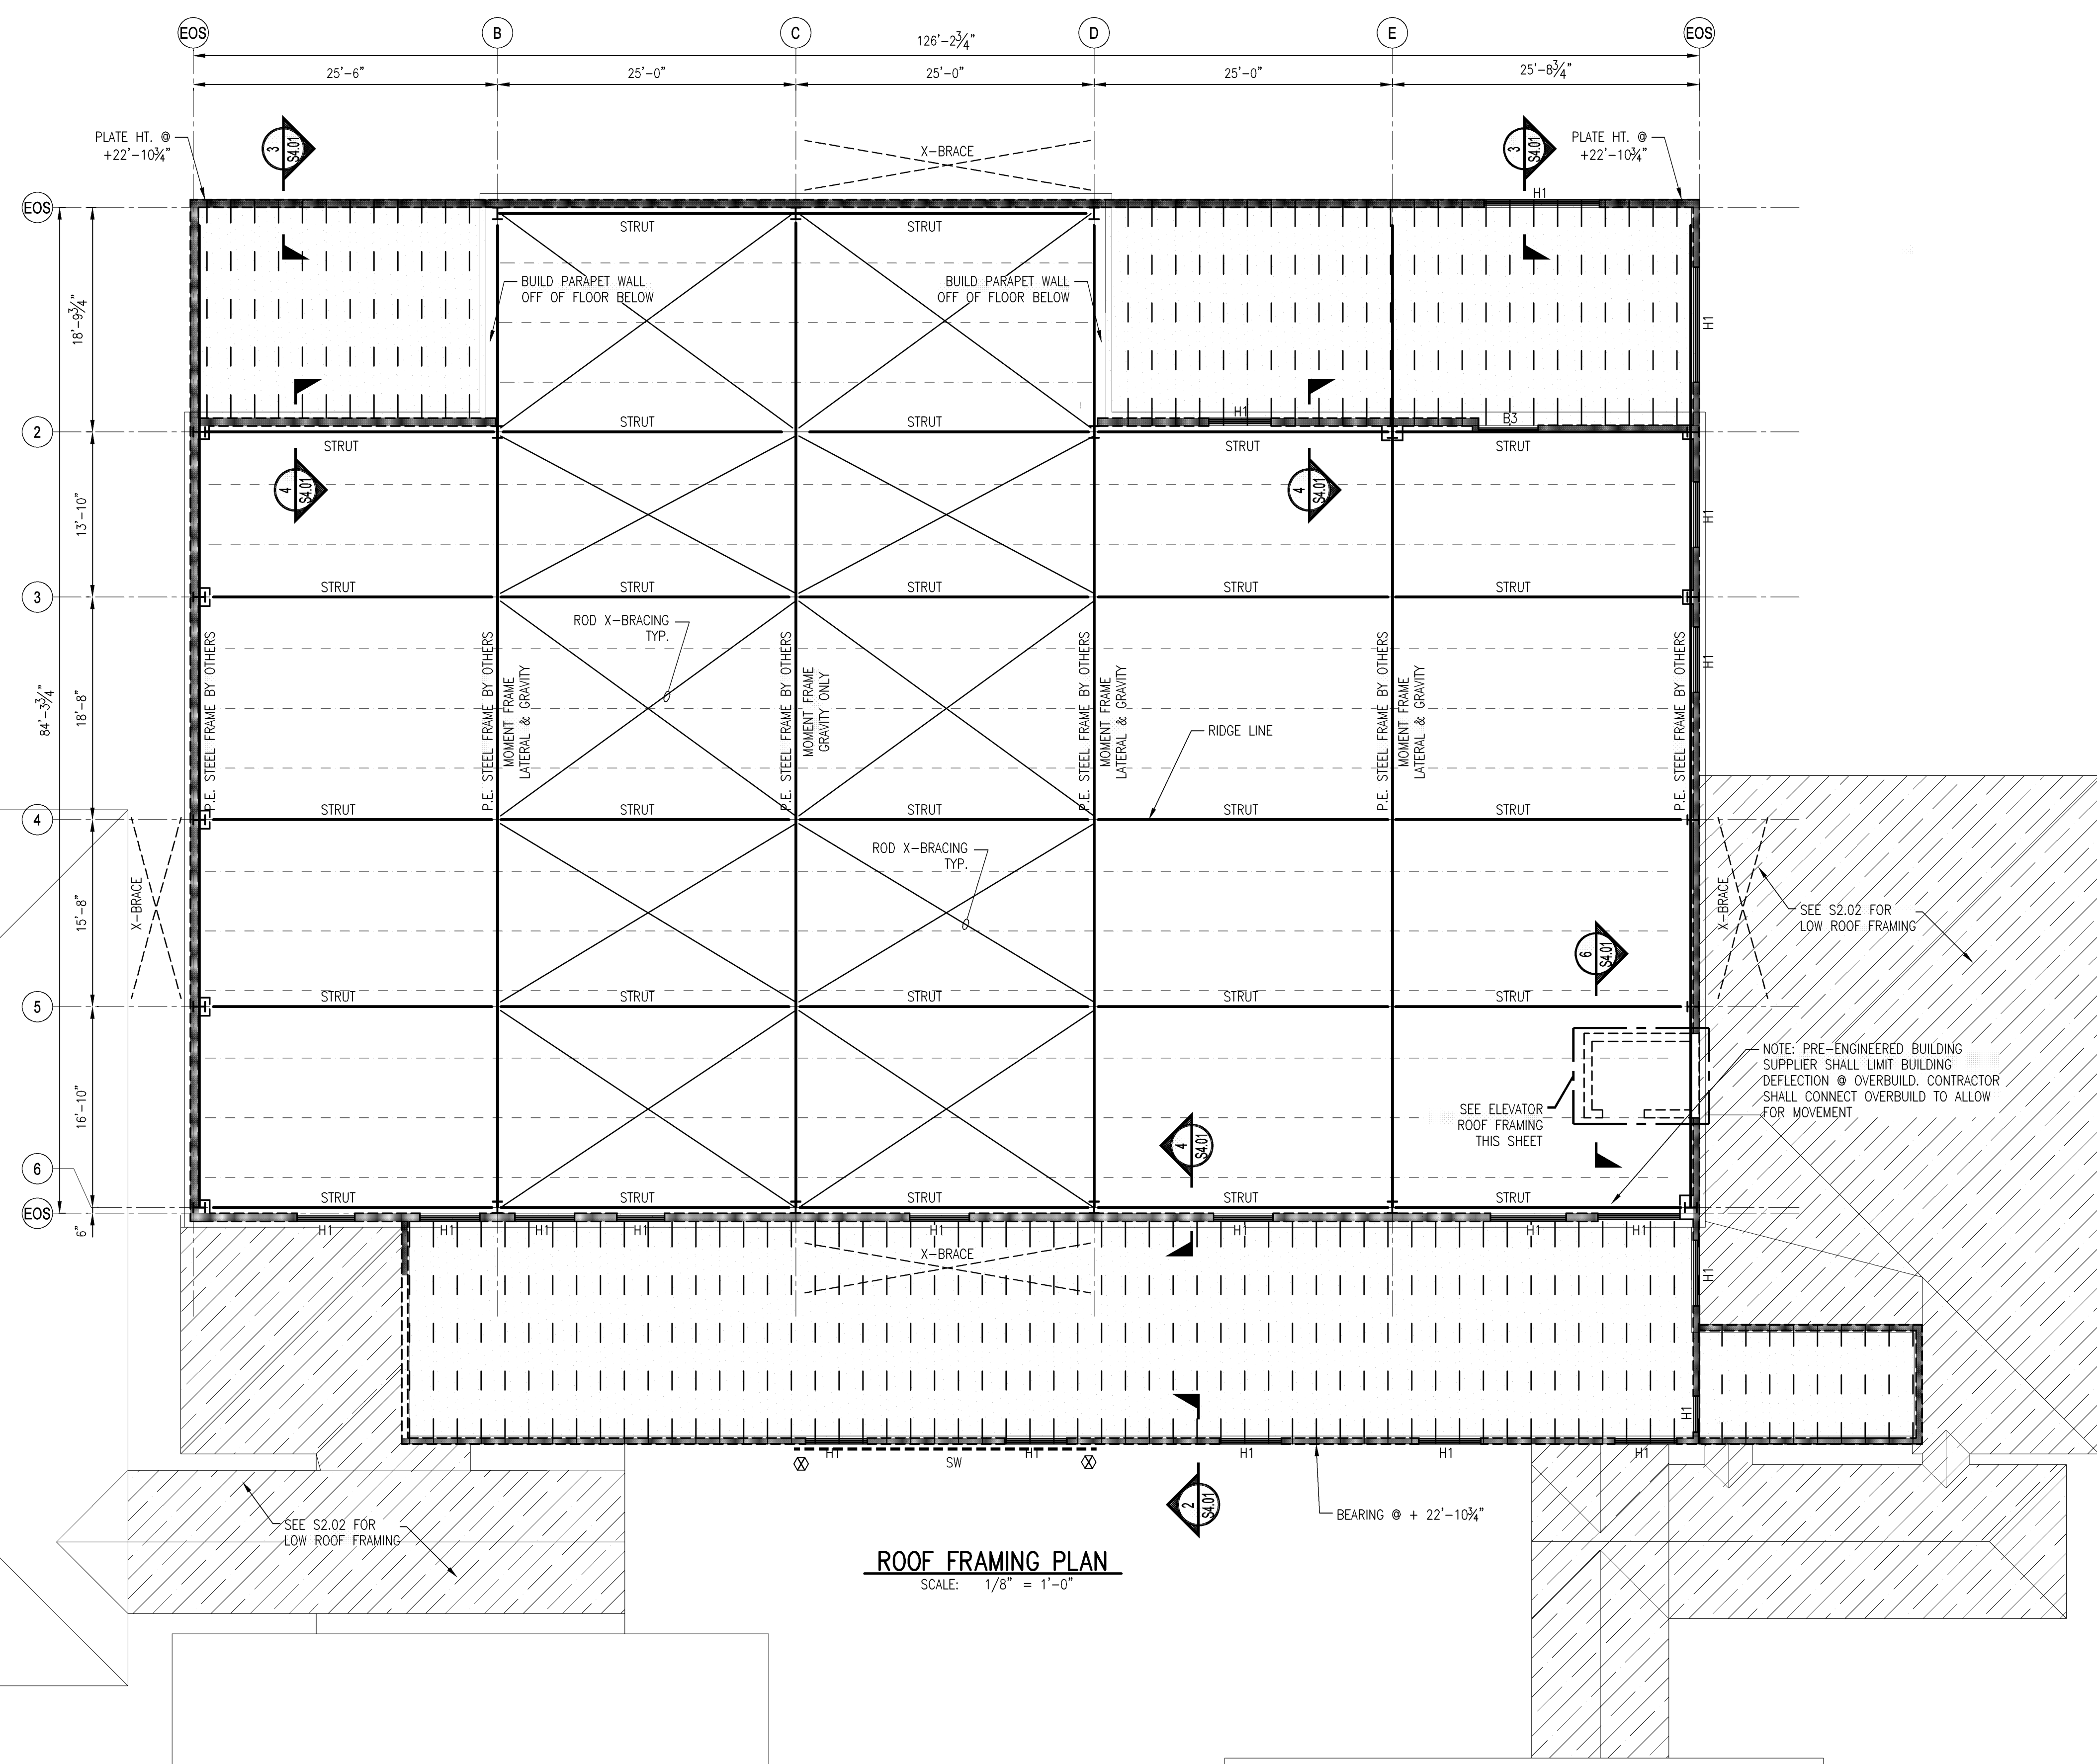 EOS B C D E EOS
126'-2¾"
25'-6" 25'-0" 25'-0" 25'-0" 25'-8¾"
PLATE HT. @
+22'-10¾"
3
S4.01
X-BRACE
3
S4.01
PLATE HT. @
+22'-10¾"
EOS
H1
STRUT STRUT
BUILD PARAPET WALL
OFF OF FLOOR BELOW
BUILD PARAPET WALL
OFF OF FLOOR BELOW
18'-9¾"
H1
2
STRUT STRUT STRUT H1 STRUT B3 STRUT
4
S4.01
4
S4.01
13'-10"
H1
3
STRUT STRUT STRUT STRUT STRUT
ROD X-BRACING
TYP.
H1
84'-3¾"
18'-8"
P.E. STEEL FRAME BY OTHERS
P.E. STEEL FRAME BY OTHERS
MOMENT FRAME
LATERAL & GRAVITY
P.E. STEEL FRAME BY OTHERS
MOMENT FRAME
GRAVITY ONLY
P.E. STEEL FRAME BY OTHERS
MOMENT FRAME
LATERAL & GRAVITY
P.E. STEEL FRAME BY OTHERS
MOMENT FRAME
LATERAL & GRAVITY
P.E. STEEL FRAME BY OTHERS
RIDGE LINE
4
STRUT STRUT STRUT STRUT STRUT
ROD X-BRACING
TYP.
15'-8"
X-BRACE
X-BRACE
SEE S2.02 FOR
LOW ROOF FRAMING
6
S4.01
5
STRUT STRUT STRUT STRUT STRUT
NOTE: PRE-ENGINEERED BUILDING
SUPPLIER SHALL LIMIT BUILDING
DEFLECTION @ OVERBUILD. CONTRACTOR
SHALL CONNECT OVERBUILD TO ALLOW
FOR MOVEMENT
16'-10"
SEE ELEVATOR
ROOF FRAMING
THIS SHEET
4
S4.01
6
STRUT STRUT STRUT STRUT STRUT
EOS
6"
H1 H1 H1 H1 H1 H1 H1 H1
X-BRACE
H1
H1
H1 H1 H1 H1 H1
X SW X
2
S4.01
BEARING @ + 22'-10¾"
SEE S2.02 FOR
LOW ROOF FRAMING
ROOF FRAMING PLAN
SCALE: 1/8" = 1'-0"